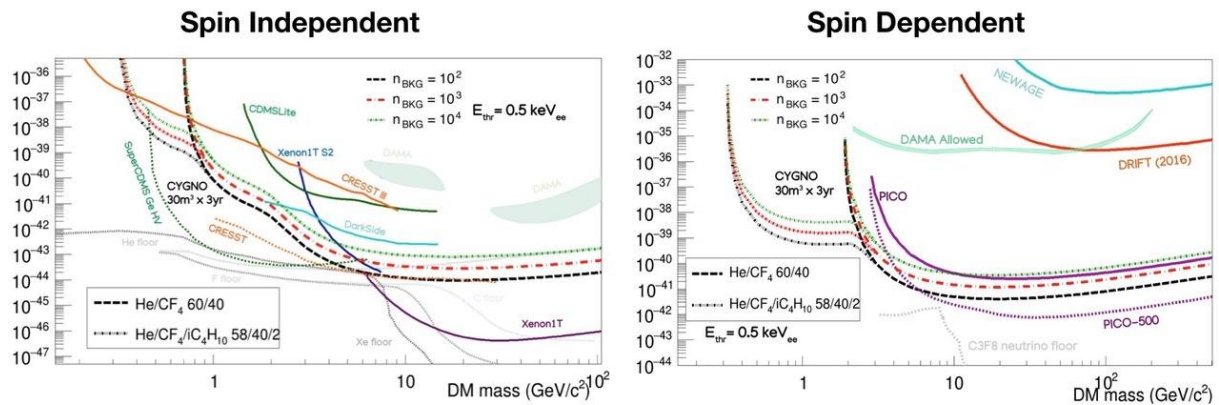 Spin Independent
10⁻³⁶
10⁻³⁷
10⁻³⁸
10⁻³⁹
10⁻⁴⁰
10⁻⁴¹
10⁻⁴²
10⁻⁴³
10⁻⁴⁴
10⁻⁴⁵
10⁻⁴⁶
10⁻⁴⁷
n_BKG = 10²
n_BKG = 10³
n_BKG = 10⁴
E_thr = 0.5 keV_ee
CDMSLite
Xenon1T S2
DAMA
CRESST III
SuperCDMS Ge HV
CYGNO
30m³ x 3yr
DAMA
DarkSide
CRESST
He floor
F floor
O floor
He/CF₄ 60/40
He/CF₄/iC₄H₁₀ 58/40/2
Xenon1T
Xe floor
1
10
10²
DM mass (GeV/c²)
Spin Dependent
10⁻³²
10⁻³³
10⁻³⁴
10⁻³⁵
10⁻³⁶
10⁻³⁷
10⁻³⁸
10⁻³⁹
10⁻⁴⁰
10⁻⁴¹
10⁻⁴²
10⁻⁴³
10⁻⁴⁴
n_BKG = 10²
n_BKG = 10³
n_BKG = 10⁴
NEWAGE
DAMA Allowed
DRIFT (2016)
CYGNO
30m³ x 3yr
PICO
He/CF₄ 60/40
He/CF₄/iC₄H₁₀ 58/40/2
PICO-500
E_thr = 0.5 keV_ee
C3F8 neutrino floor
1
10
10²
DM mass (GeV/c²)